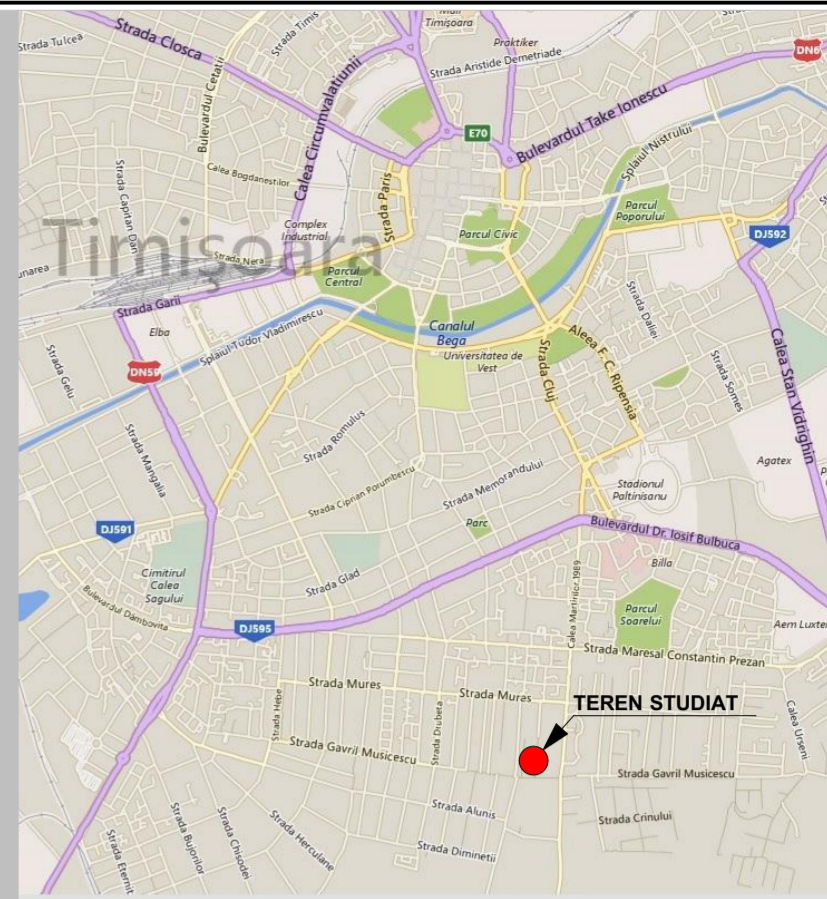 Mall
Timișoara
Praktiker
Strada Tulcea
Strada Closca
Strada Timis
Strada Aristide Demetriade
DN6
Bulevardul Cetatii
Calea Circumvalatiunii
E70
Bulevardul Take Ionescu
Splaiul Nistrului
Calea Bogdanestilor
Strada Paris
Strada Capitan Dan
Complex
Industrial
Parcul
Poporului
Parcul Civic
DJ592
Timişoara
Strada Nera
Parcul
Central
Strada Garii
Elba
Splaiul Tudor Vladimirescu
Canalul
Bega
Universitatea de
Vest
Strada Cluj
Aleea F. C. Ripensia
Strada Daliei
Strada Somes
Calea Stan Vidrighin
DN59
Strada Gelu
Strada Mangalia
Strada Romulus
Strada Ciprian Porumbescu
Strada Memorandului
Stadionul
Paltinisanu
Agatex
Parc
Bulevardul Dr. Iosif Bulbuca
DJ591
Cimitirul
Calea
Sagului
Strada Glad
Calea Martirilor 1989
Billa
Parcul
Soarelui
Bulevardul Dambovita
DJ595
Strada Maresal Constantin Prezan
Strada Mures
Strada Mures
TEREN STUDIAT
Strada Hebe
Strada Drubeta
Calea Urseni
Strada Gavril Musicescu
Strada Gavril Musicescu
Strada Alunis
Strada Crinului
Strada Diminetii
Strada Herculane
Strada Chisodei
Strada Bujorilor